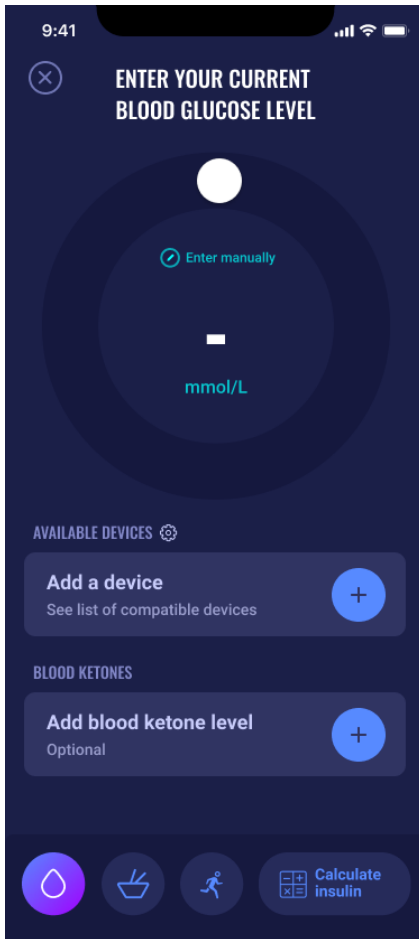 9:41
ENTER YOUR CURRENT
BLOOD GLUCOSE LEVEL
Enter manually
-
mmol/L
AVAILABLE DEVICES
Add a device
See list of compatible devices
+
BLOOD KETONES
Add blood ketone level
Optional
+
Calculate
insulin